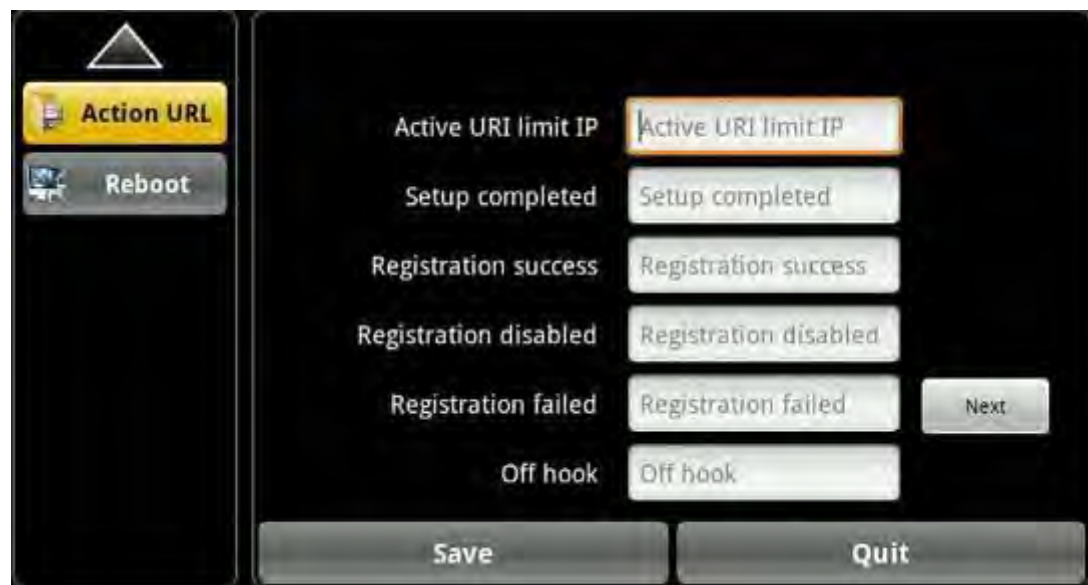 Action URL
Reboot
Active URI limit IP Active URI limit IP
Setup completed Setup completed
Registration success Registration success
Registration disabled Registration disabled
Registration failed Registration failed Next
Off hook Off hook
Save Quit